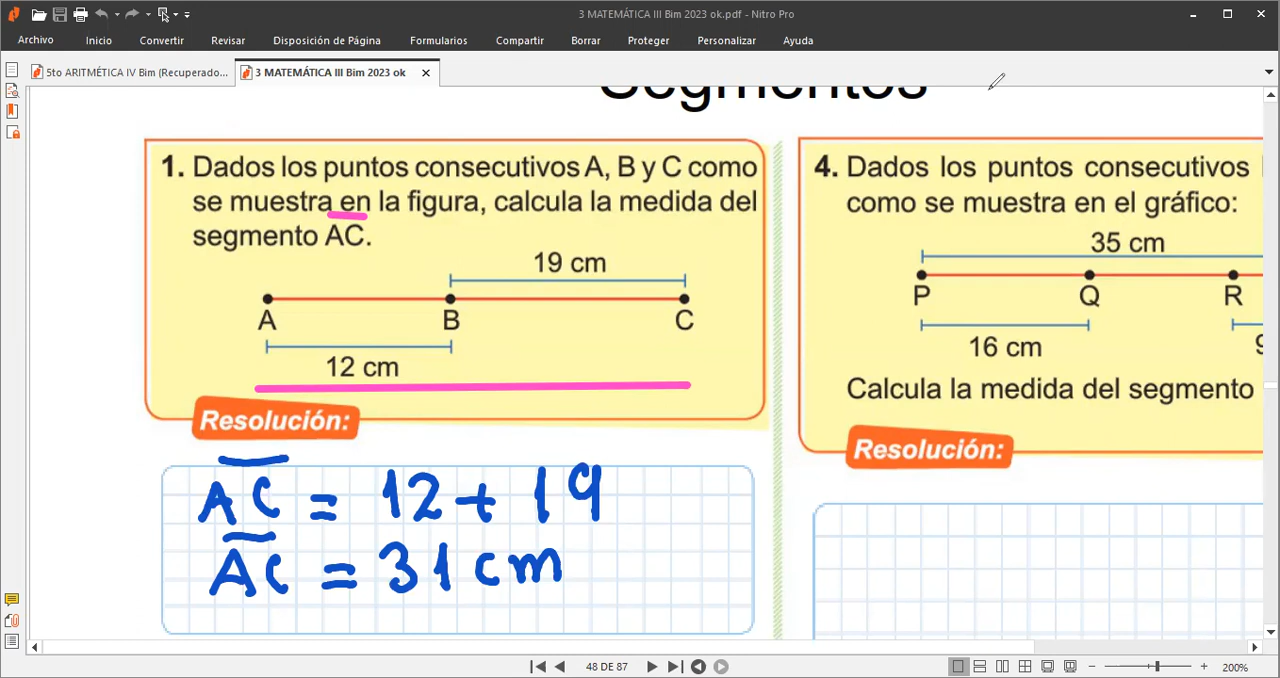 3 MATEMÁTICA III Bim 2023 ok.pdf - Nitro Pro
Archivo Inicio Convertir Revisar Disposición de Página Formularios Compartir Borrar Proteger Personalizar Ayuda
5to ARITMÉTICA IV Bim (Recuperado... 3 MATEMÁTICA III Bim 2023 ok
Segmentos
1. Dados los puntos consecutivos A, B y C como
se muestra en la figura, calcula la medida del
segmento AC.
19 cm
A B C
12 cm
Resolución:
AC = 12 + 19
AC = 31 cm
4. Dados los puntos consecutivos
como se muestra en el gráfico:
35 cm
P Q R
16 cm
Calcula la medida del segmento
Resolución:
48 DE 87
200%